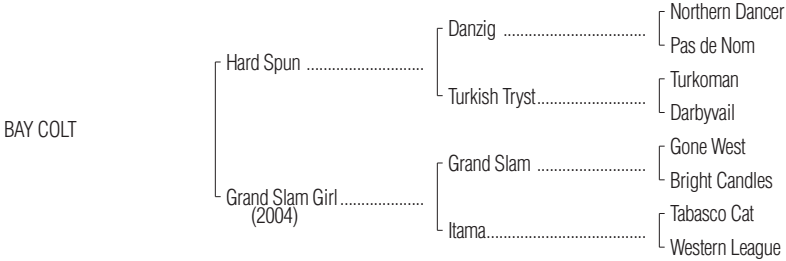 Northern Dancer
Danzig ..................................
Pas de Nom
Hard Spun ............................
Turkoman
Turkish Tryst..........................
Darbyvail
BAY COLT
Gone West
Grand Slam ..........................
Bright Candles
Grand Slam Girl ....................
(2004)
Tabasco Cat
Itama......................................
Western League